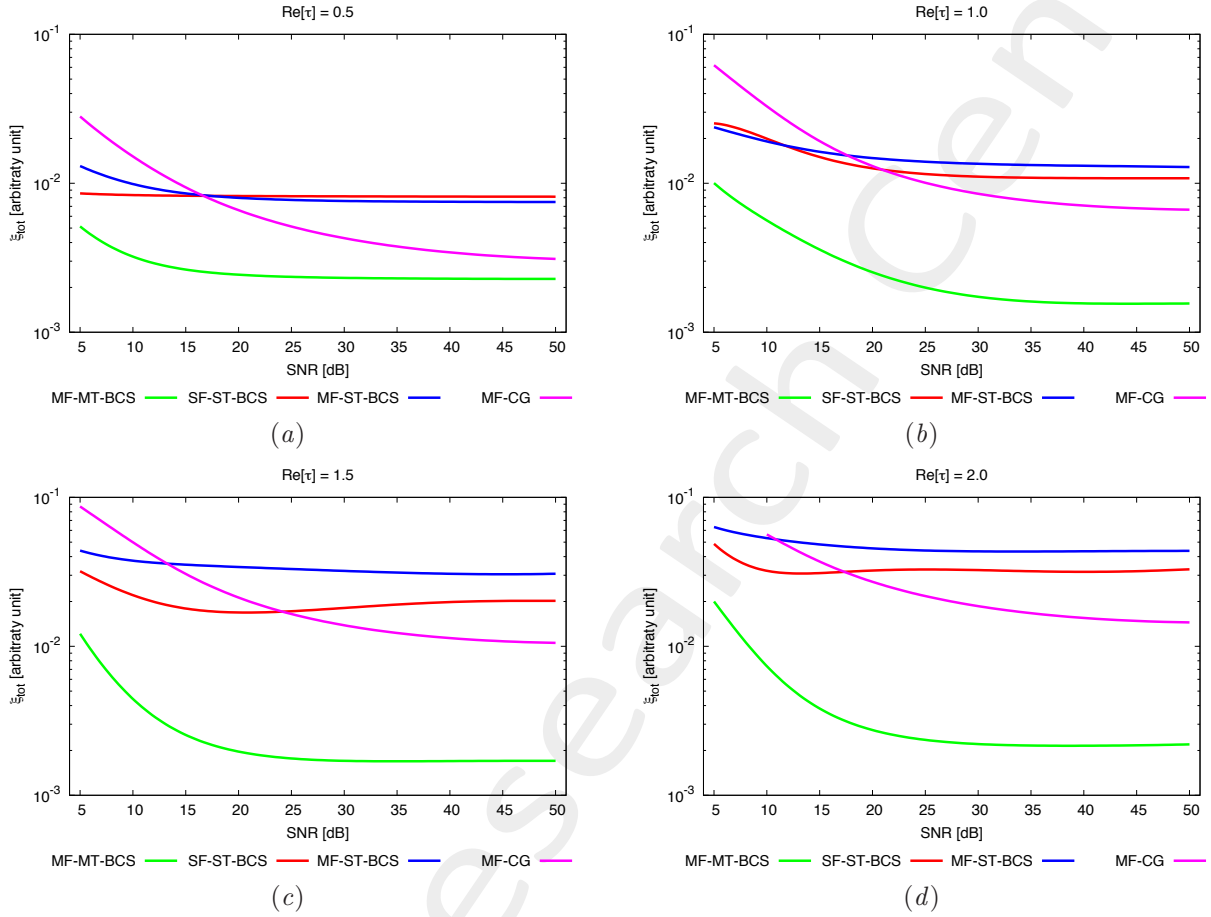 Re[τ] = 0.5
10^-1
10^-2
10^-3
ξtot [arbitraty unit]
5 10 15 20 25 30 35 40 45 50
SNR [dB]
MF-MT-BCS SF-ST-BCS MF-ST-BCS MF-CG
(a)
Re[τ] = 1.0
10^-1
10^-2
10^-3
ξtot [arbitraty unit]
5 10 15 20 25 30 35 40 45 50
SNR [dB]
MF-MT-BCS SF-ST-BCS MF-ST-BCS MF-CG
(b)
Re[τ] = 1.5
10^-1
10^-2
10^-3
ξtot [arbitraty unit]
5 10 15 20 25 30 35 40 45 50
SNR [dB]
MF-MT-BCS SF-ST-BCS MF-ST-BCS MF-CG
(c)
Re[τ] = 2.0
10^-1
10^-2
10^-3
ξtot [arbitraty unit]
5 10 15 20 25 30 35 40 45 50
SNR [dB]
MF-MT-BCS SF-ST-BCS MF-ST-BCS MF-CG
(d)
esearch Cen